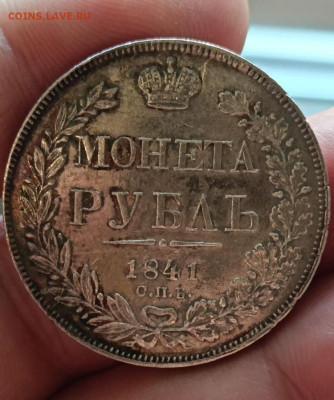 COINS.LAVE.RU
МОНЕТА
РУБЛЬ
1841
С.П.Б.